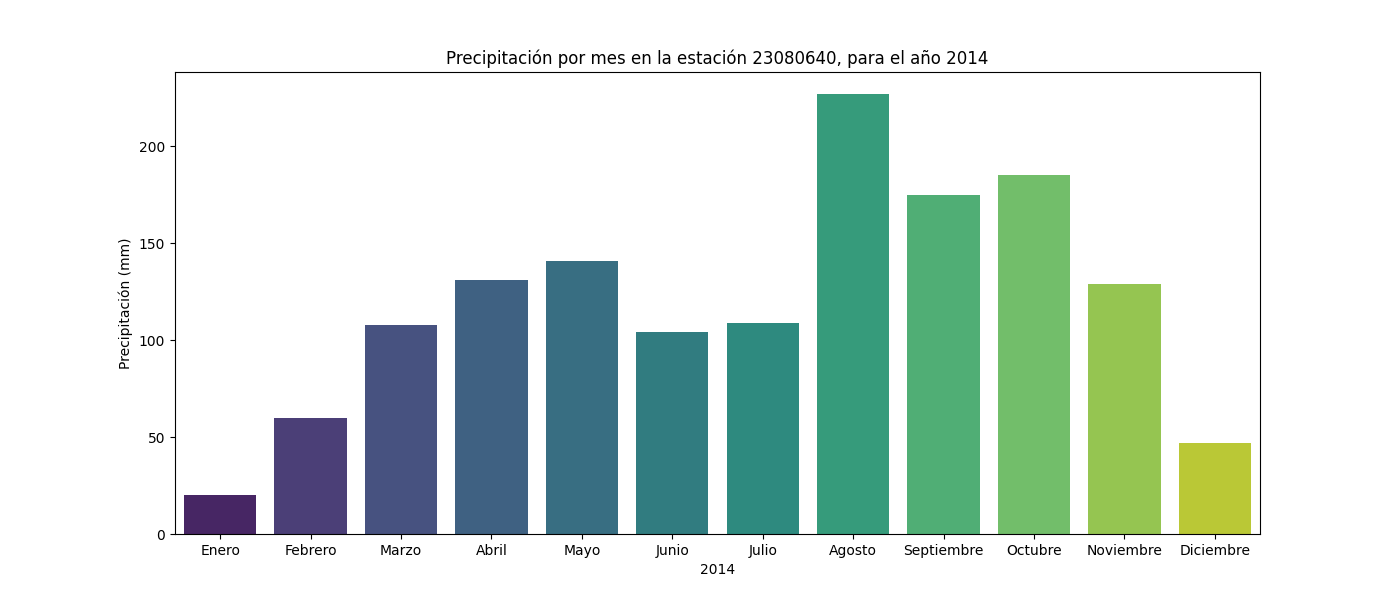 Precipitación por mes en la estación 23080640, para el año 2014
Precipitación (mm)
200
150
100
50
0
Enero Febrero Marzo Abril Mayo Junio Julio Agosto Septiembre Octubre Noviembre Diciembre
2014